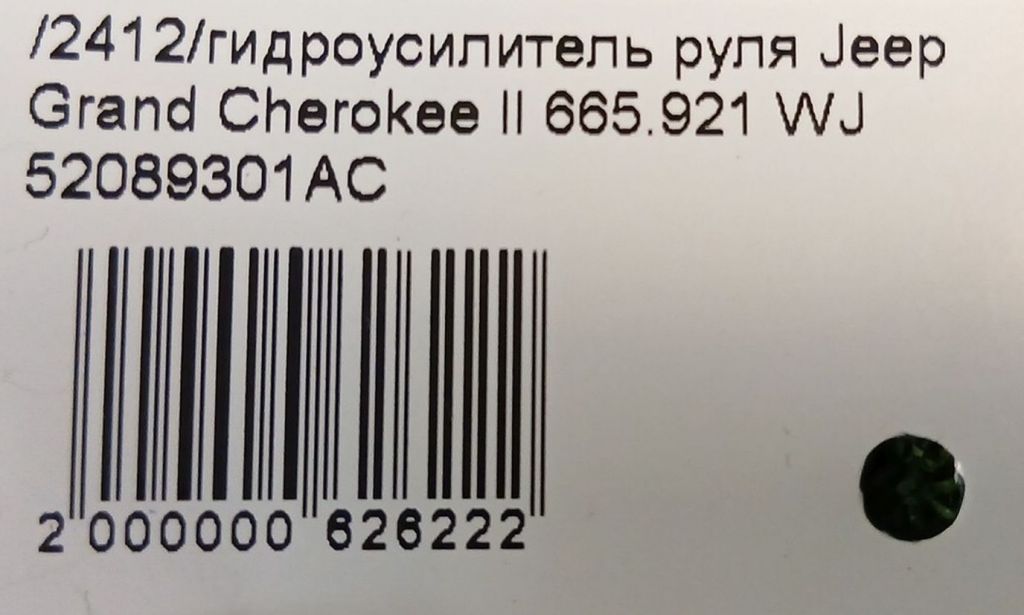 /2412/гидроусилитель руля Jeep
Grand Cherokee II 665.921 WJ
52089301AC
2 000000 626222